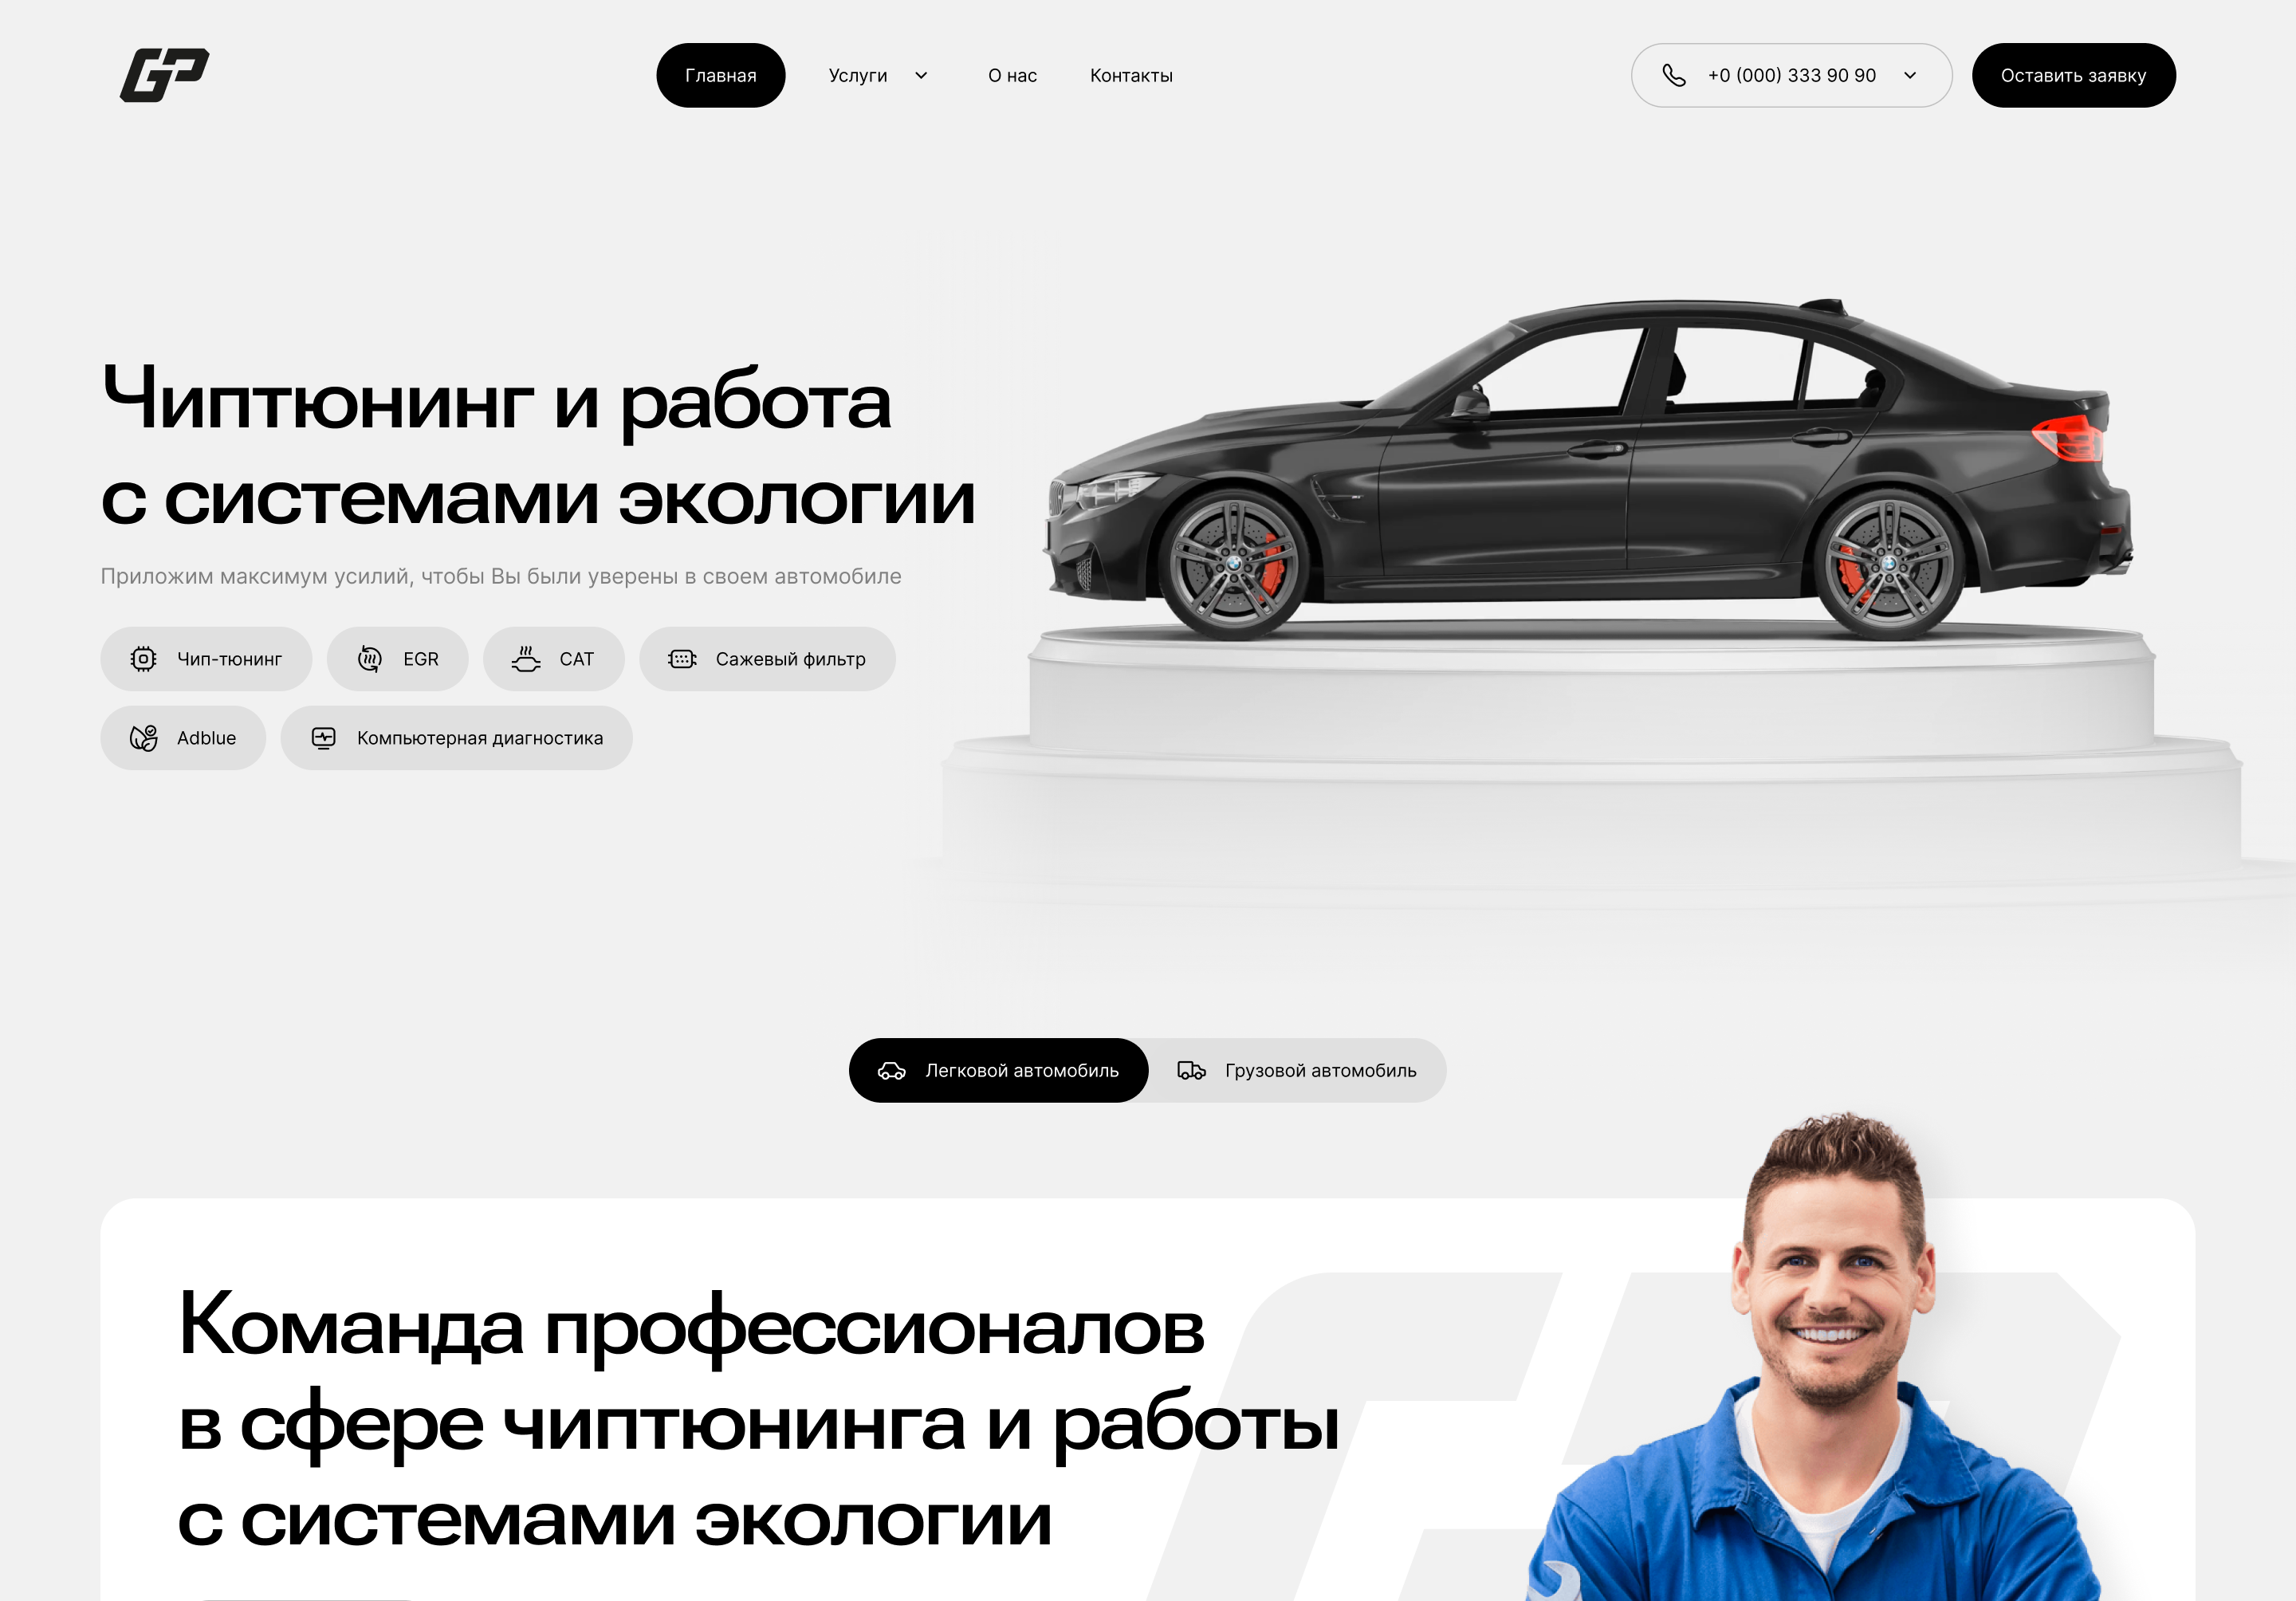 GP
Главная
Услуги
О нас
Контакты
+0 (000) 333 90 90
Оставить заявку
Чиптюнинг и работа
с системами экологии
Приложим максимум усилий, чтобы Вы были уверены в своем автомобиле
Чип-тюнинг
EGR
CAT
Сажевый фильтр
Adblue
Компьютерная диагностика
Легковой автомобиль
Грузовой автомобиль
Команда профессионалов
в сфере чиптюнинга и работы
с системами экологии